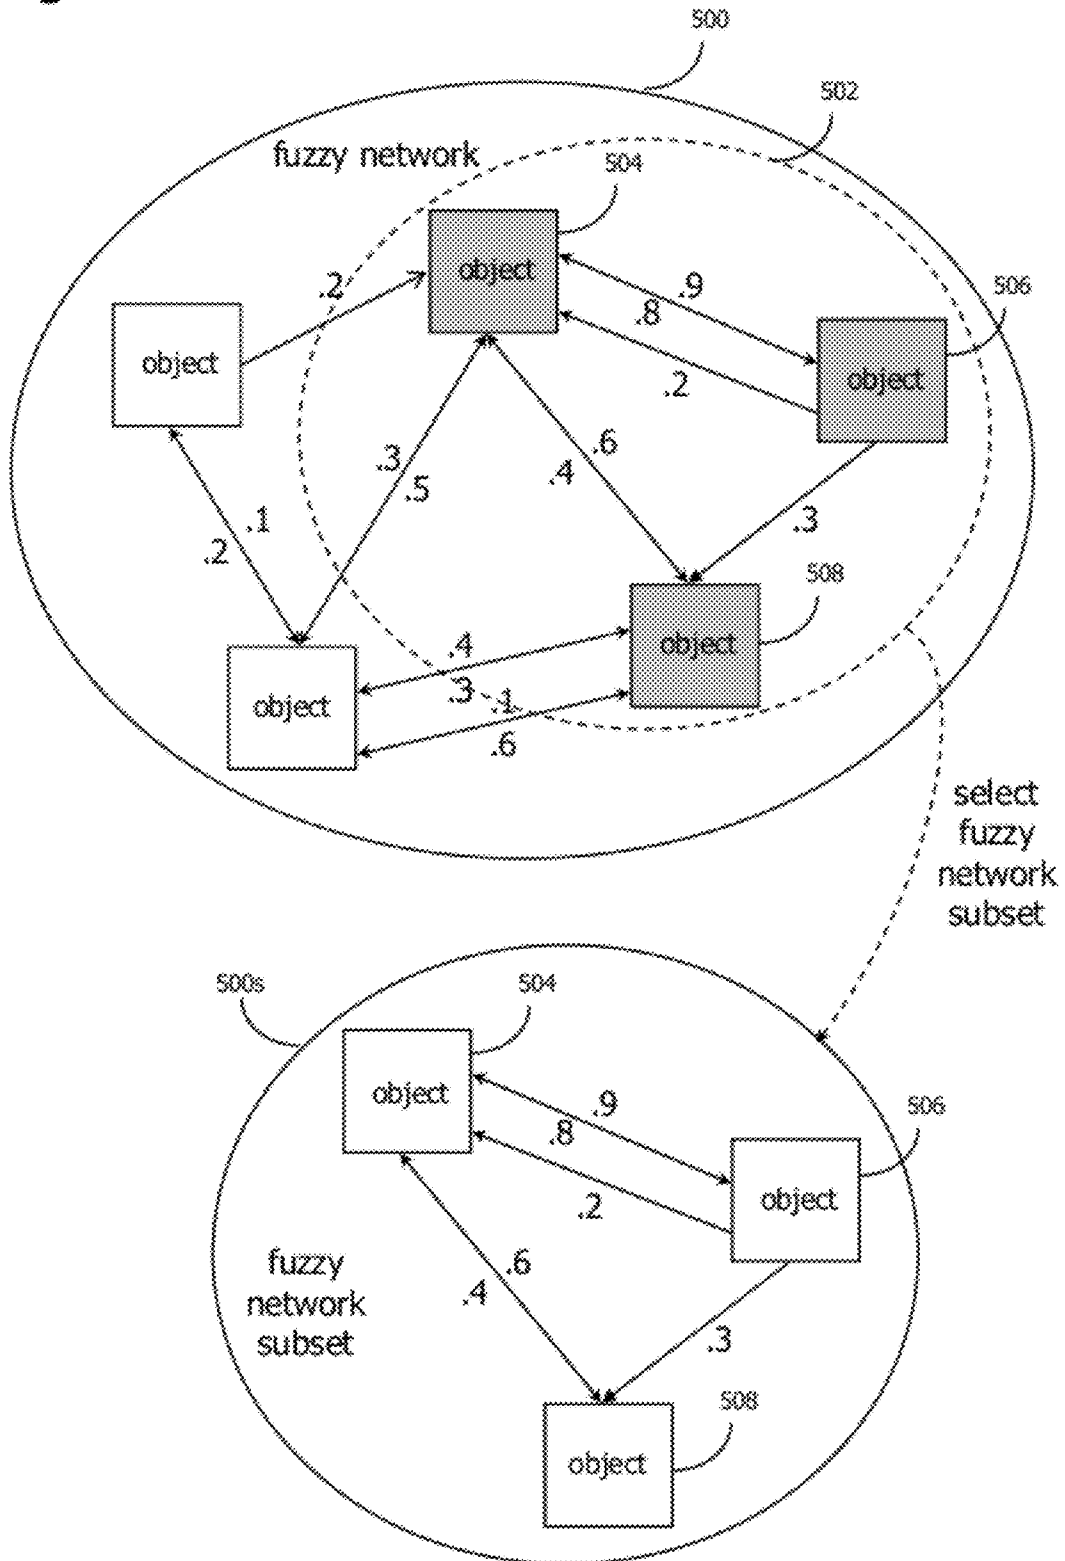 500
502
fuzzy network
504
object
.2
.9
.8
506
object
object
.2
.3
.5
.6
.4
.3
.1
.2
508
object
.4
.3
.1
.6
object
select
fuzzy
network
subset
500s
504
object
.9
.8
506
object
.2
fuzzy
network
subset
.6
.4
.3
508
object